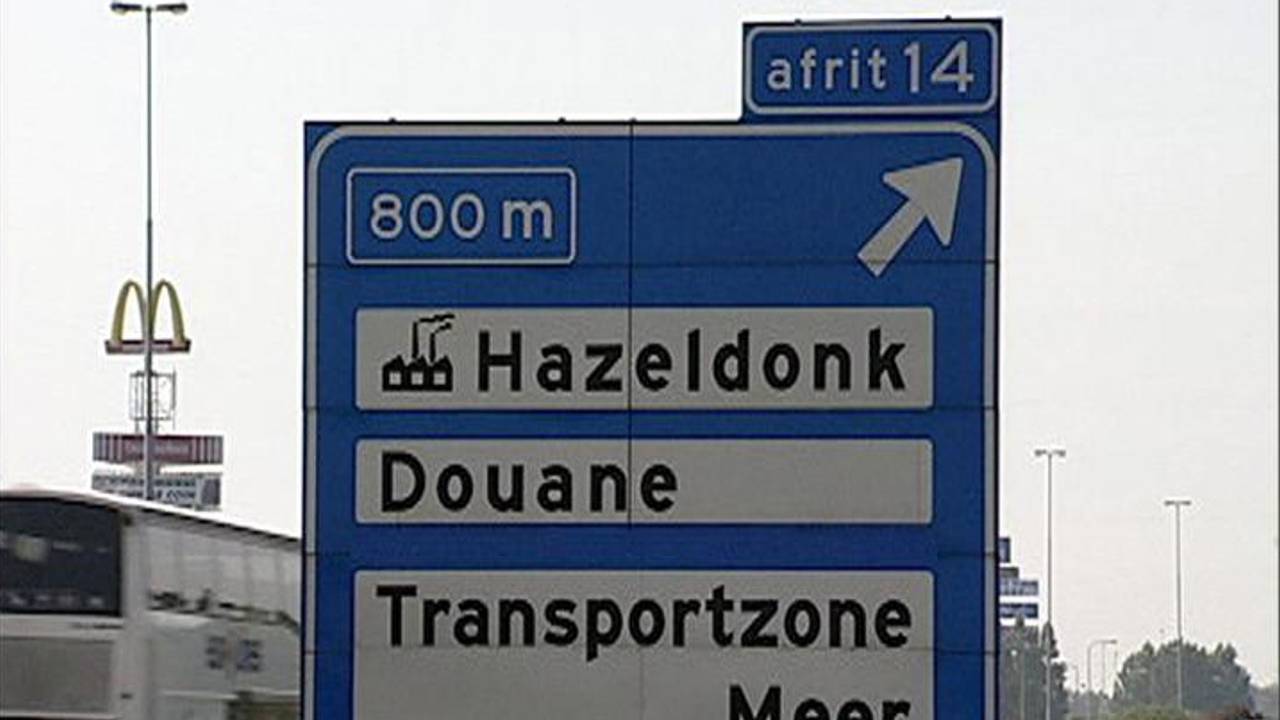 afrit 14
800 m
Hazeldonk
Douane
Transportzone
Meer